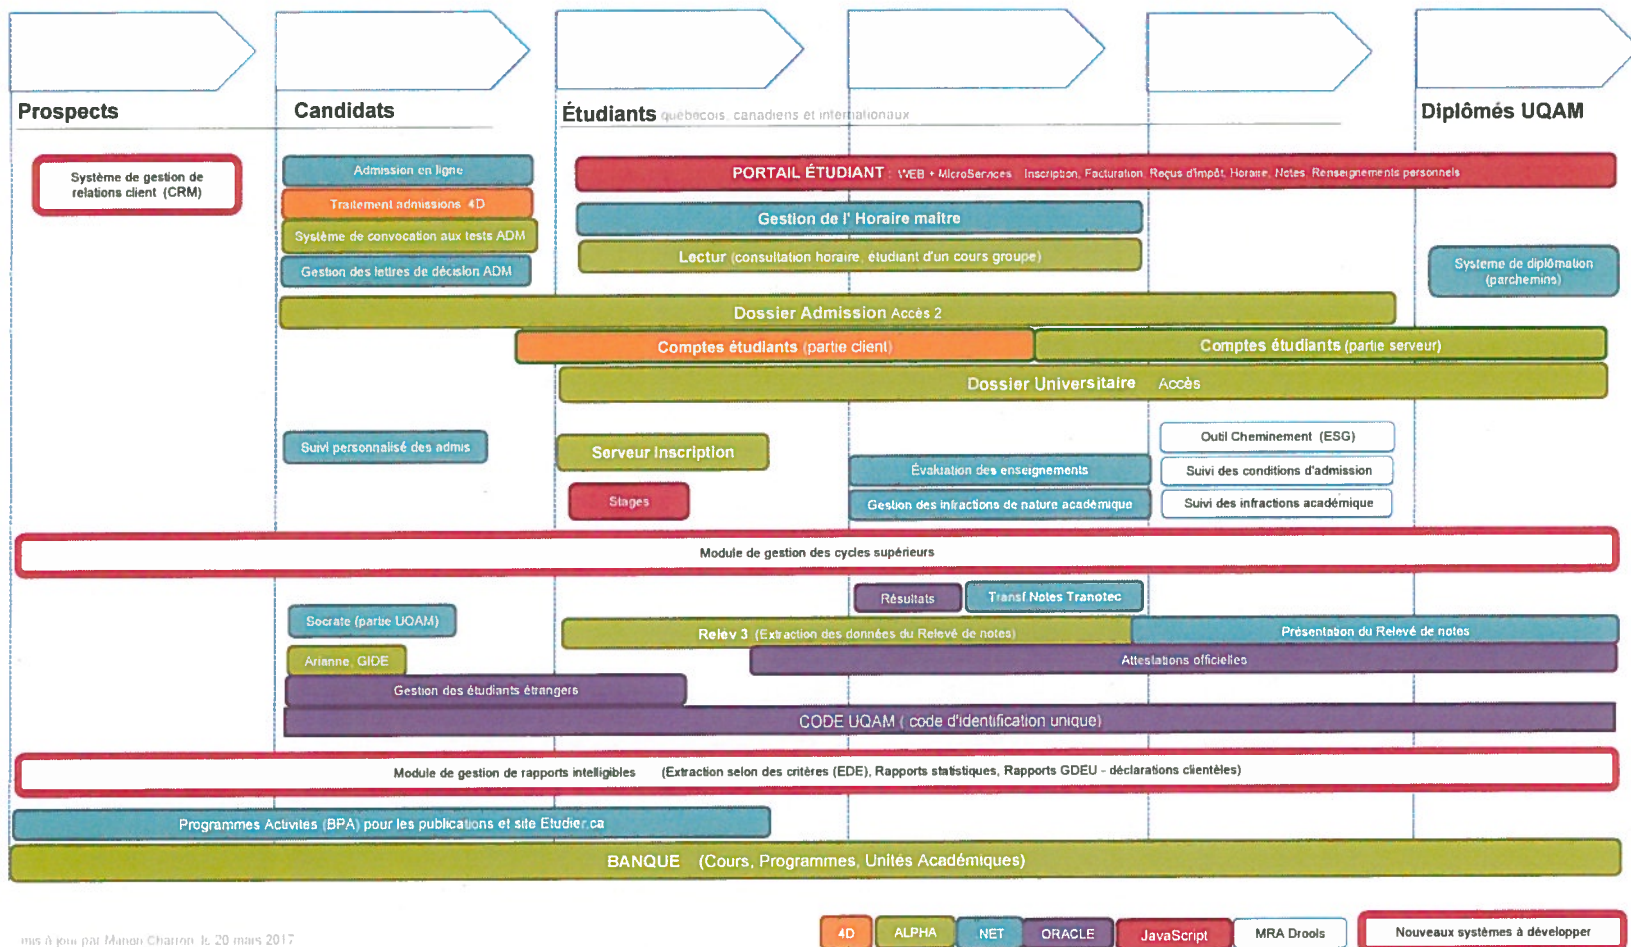 Prospects
Candidats
Étudiants québécois, canadiens et internationaux
Diplômés UQAM
Système de gestion de
relations client (CRM)
Admission en ligne
Traitement admissions 4D
Système de convocation aux tests ADM
Gestion des lettres de décision ADM
PORTAIL ÉTUDIANT : WEB + MicroServices Inscription, Facturation, Reçus d'impôt, Horaire, Notes, Renseignements personnels
Gestion de l' Horaire maître
Lectur (consultation horaire, étudiant d'un cours groupe)
Système de diplômation
(parchemins)
Dossier Admission Accès 2
Comptes étudiants (partie client)
Comptes étudiants (partie serveur)
Dossier Universitaire Accès
Suivi personnalisé des admis
Serveur Inscription
Stages
Évaluation des enseignements
Gestion des infractions de nature académique
Outil Cheminement (ESG)
Suivi des conditions d'admission
Suivi des infractions académique
Module de gestion des cycles supérieurs
Résultats
Transf.Notes Tranotec
Socrate (partie UQAM)
Relev 3 (Extraction des données du Relevé de notes)
Présentation du Relevé de notes
Arianne, GIDE
Attestations officielles
Gestion des étudiants étrangers
CODE UQAM ( code d'identification unique)
Module de gestion de rapports intelligibles (Extraction selon des critères (EDE), Rapports statistiques, Rapports GDEU - déclarations clientèles)
Programmes Activités (BPA) pour les publications et site Etudier.ca
BANQUE (Cours, Programmes, Unités Académiques)
mis à jour par Manon Charron, le 20 mars 2017
4D
ALPHA
.NET
ORACLE
JavaScript
MRA Drools
Nouveaux systèmes à développer